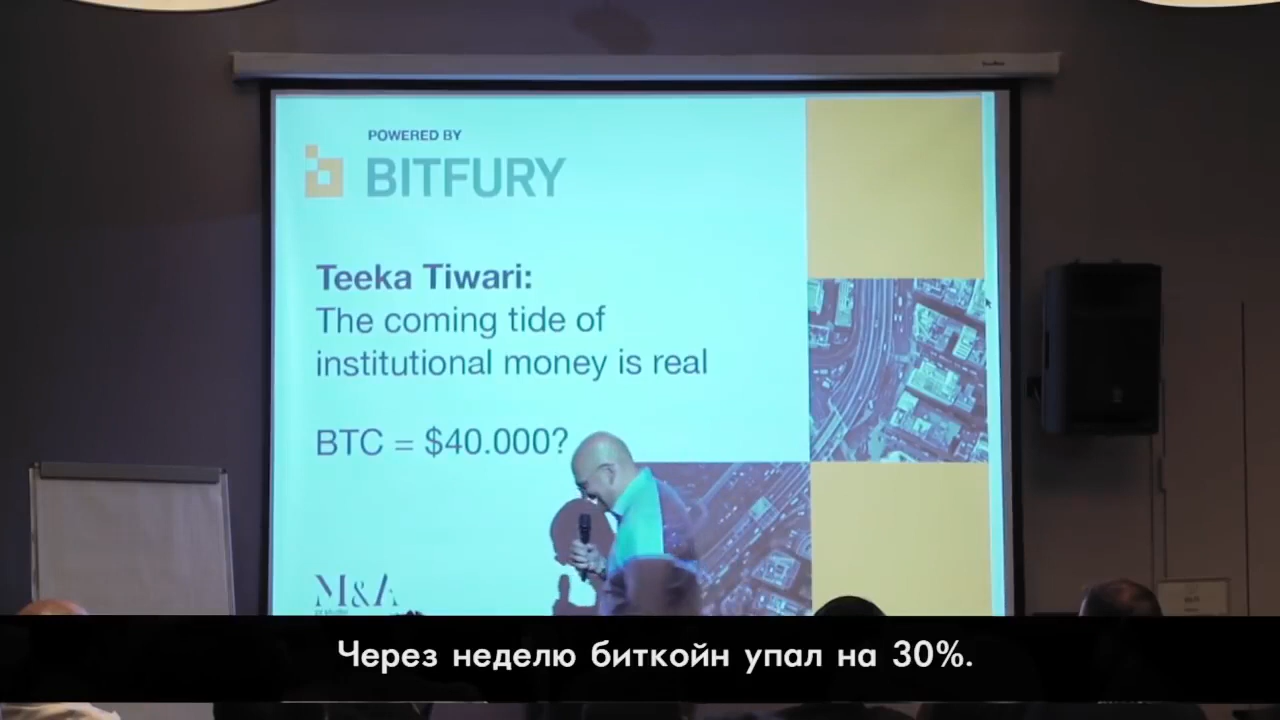 POWERED BY
BITFURY
Teeka Tiwari:
The coming tide of
institutional money is real
BTC = $40.000?
M&A
Через неделю биткойн упал на 30%.